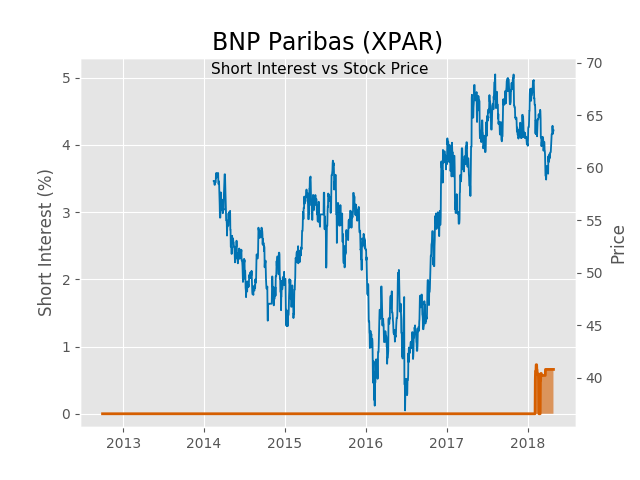 BNP Paribas (XPAR)
Short Interest vs Stock Price
Short Interest (%)
5
4
3
2
1
0
70
65
60
55
50
45
40
Price
2013 2014 2015 2016 2017 2018